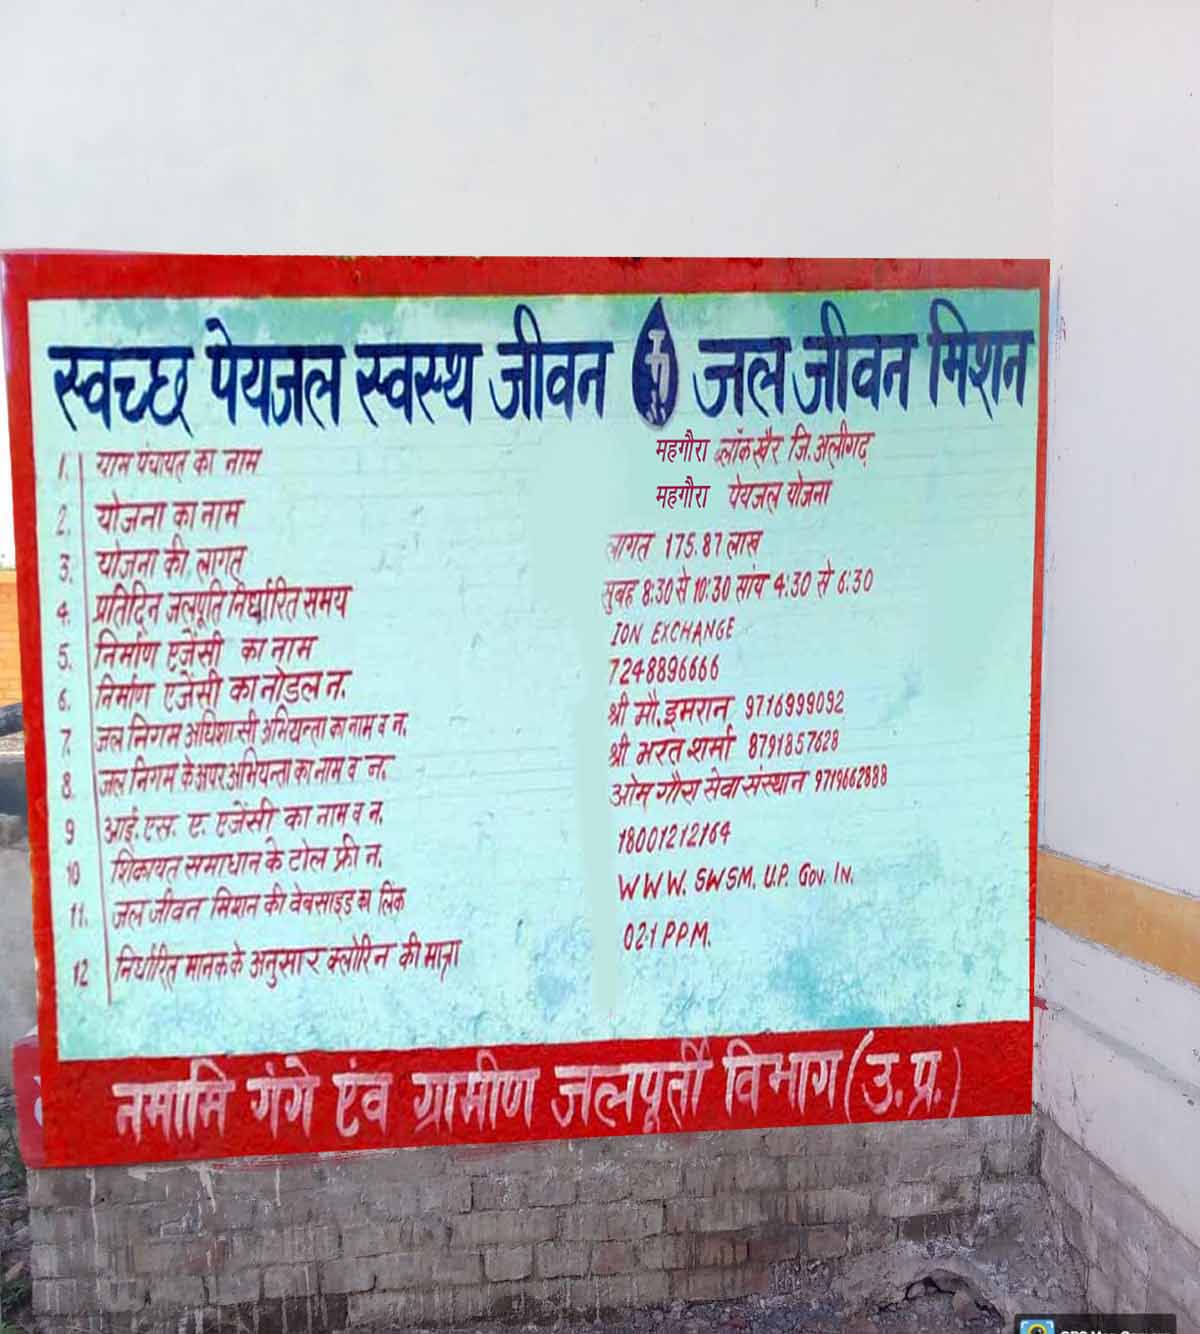 स्वच्छ पेयजल स्वस्थ जीवन जल जीवन मिशन
1. ग्राम पंचायत का नाम महगौरा ब्लॉक खैर जि. अलीगढ़
2. योजना का नाम महगौरा पेयजल योजना
3. योजना की लागत लागत 175.87 लाख
4. प्रतिदिन जलपूर्ति निर्धारित समय सुबह 8:30 से 10:30 सांय 4:30 से 6:30
5. निर्माण एजेंसी का नाम ION EXCHANGE
6. निर्माण एजेंसी का नोडल न. 7248896666
7. जल निगम अधिशासी अभियन्ता का नाम व न. श्री मौ. इमरान 9716999092
8. जल निगम के अपर अभियन्ता का नाम व न. श्री भरत शर्मा 8791857628
9 आई. एस. ए. एजेंसी का नाम व न. ओम गौरा सेवा संस्थान 9719662888
10 शिकायत समाधान के टोल फ्री न. 18001212164
11. जल जीवन मिशन की वेबसाइड का लिंक WWW. SWSM. U.P. Gov. IN.
12 निर्धारित मानक के अनुसार क्लोरिन की मात्रा 02.1 PPM.
नमामि गंगे एंव ग्रामीण जलपूर्ती विभाग (उ. प्र.)